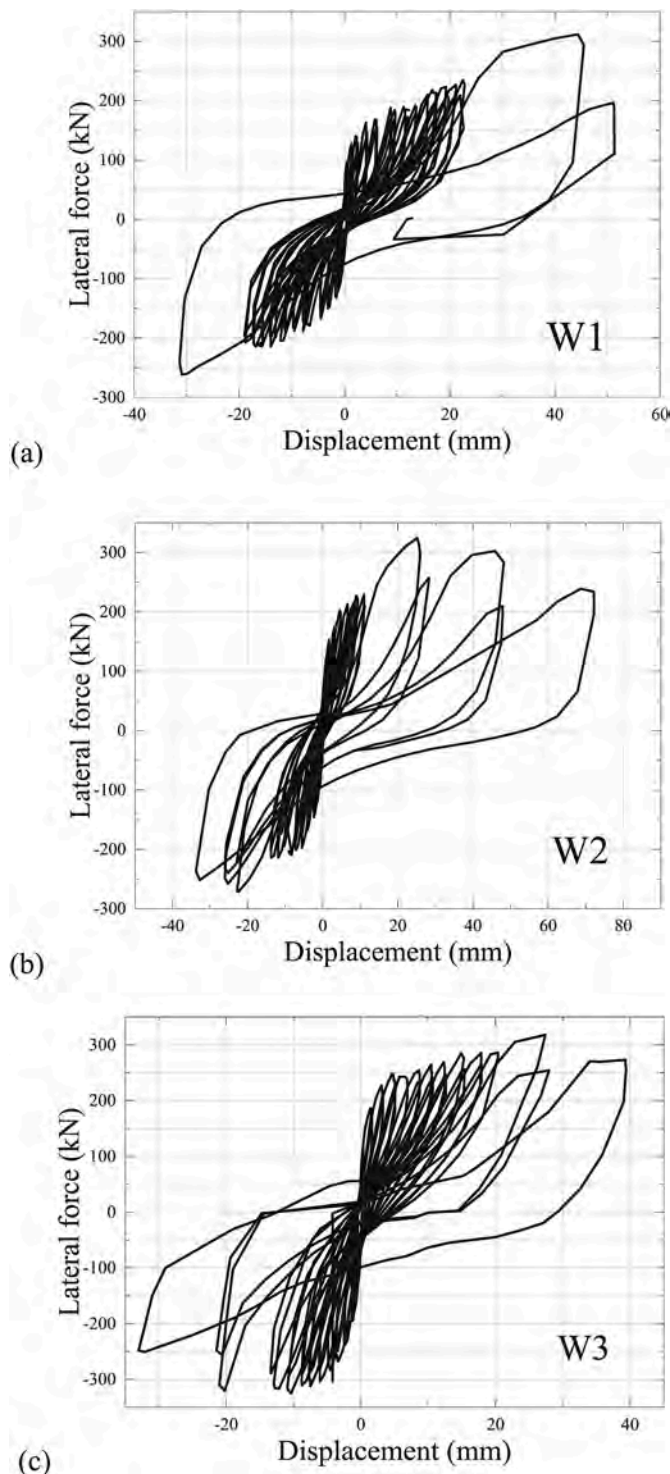 300
200
100
0
-100
-200
-300
Lateral force (kN)
W1
-40 -20 0 20 40 60
Displacement (mm)
(a)
300
200
100
0
-100
-200
-300
Lateral force (kN)
W2
-40 -20 0 20 40 60 80
Displacement (mm)
(b)
300
200
100
0
-100
-200
-300
Lateral force (kN)
W3
-20 0 20 40
Displacement (mm)
(c)